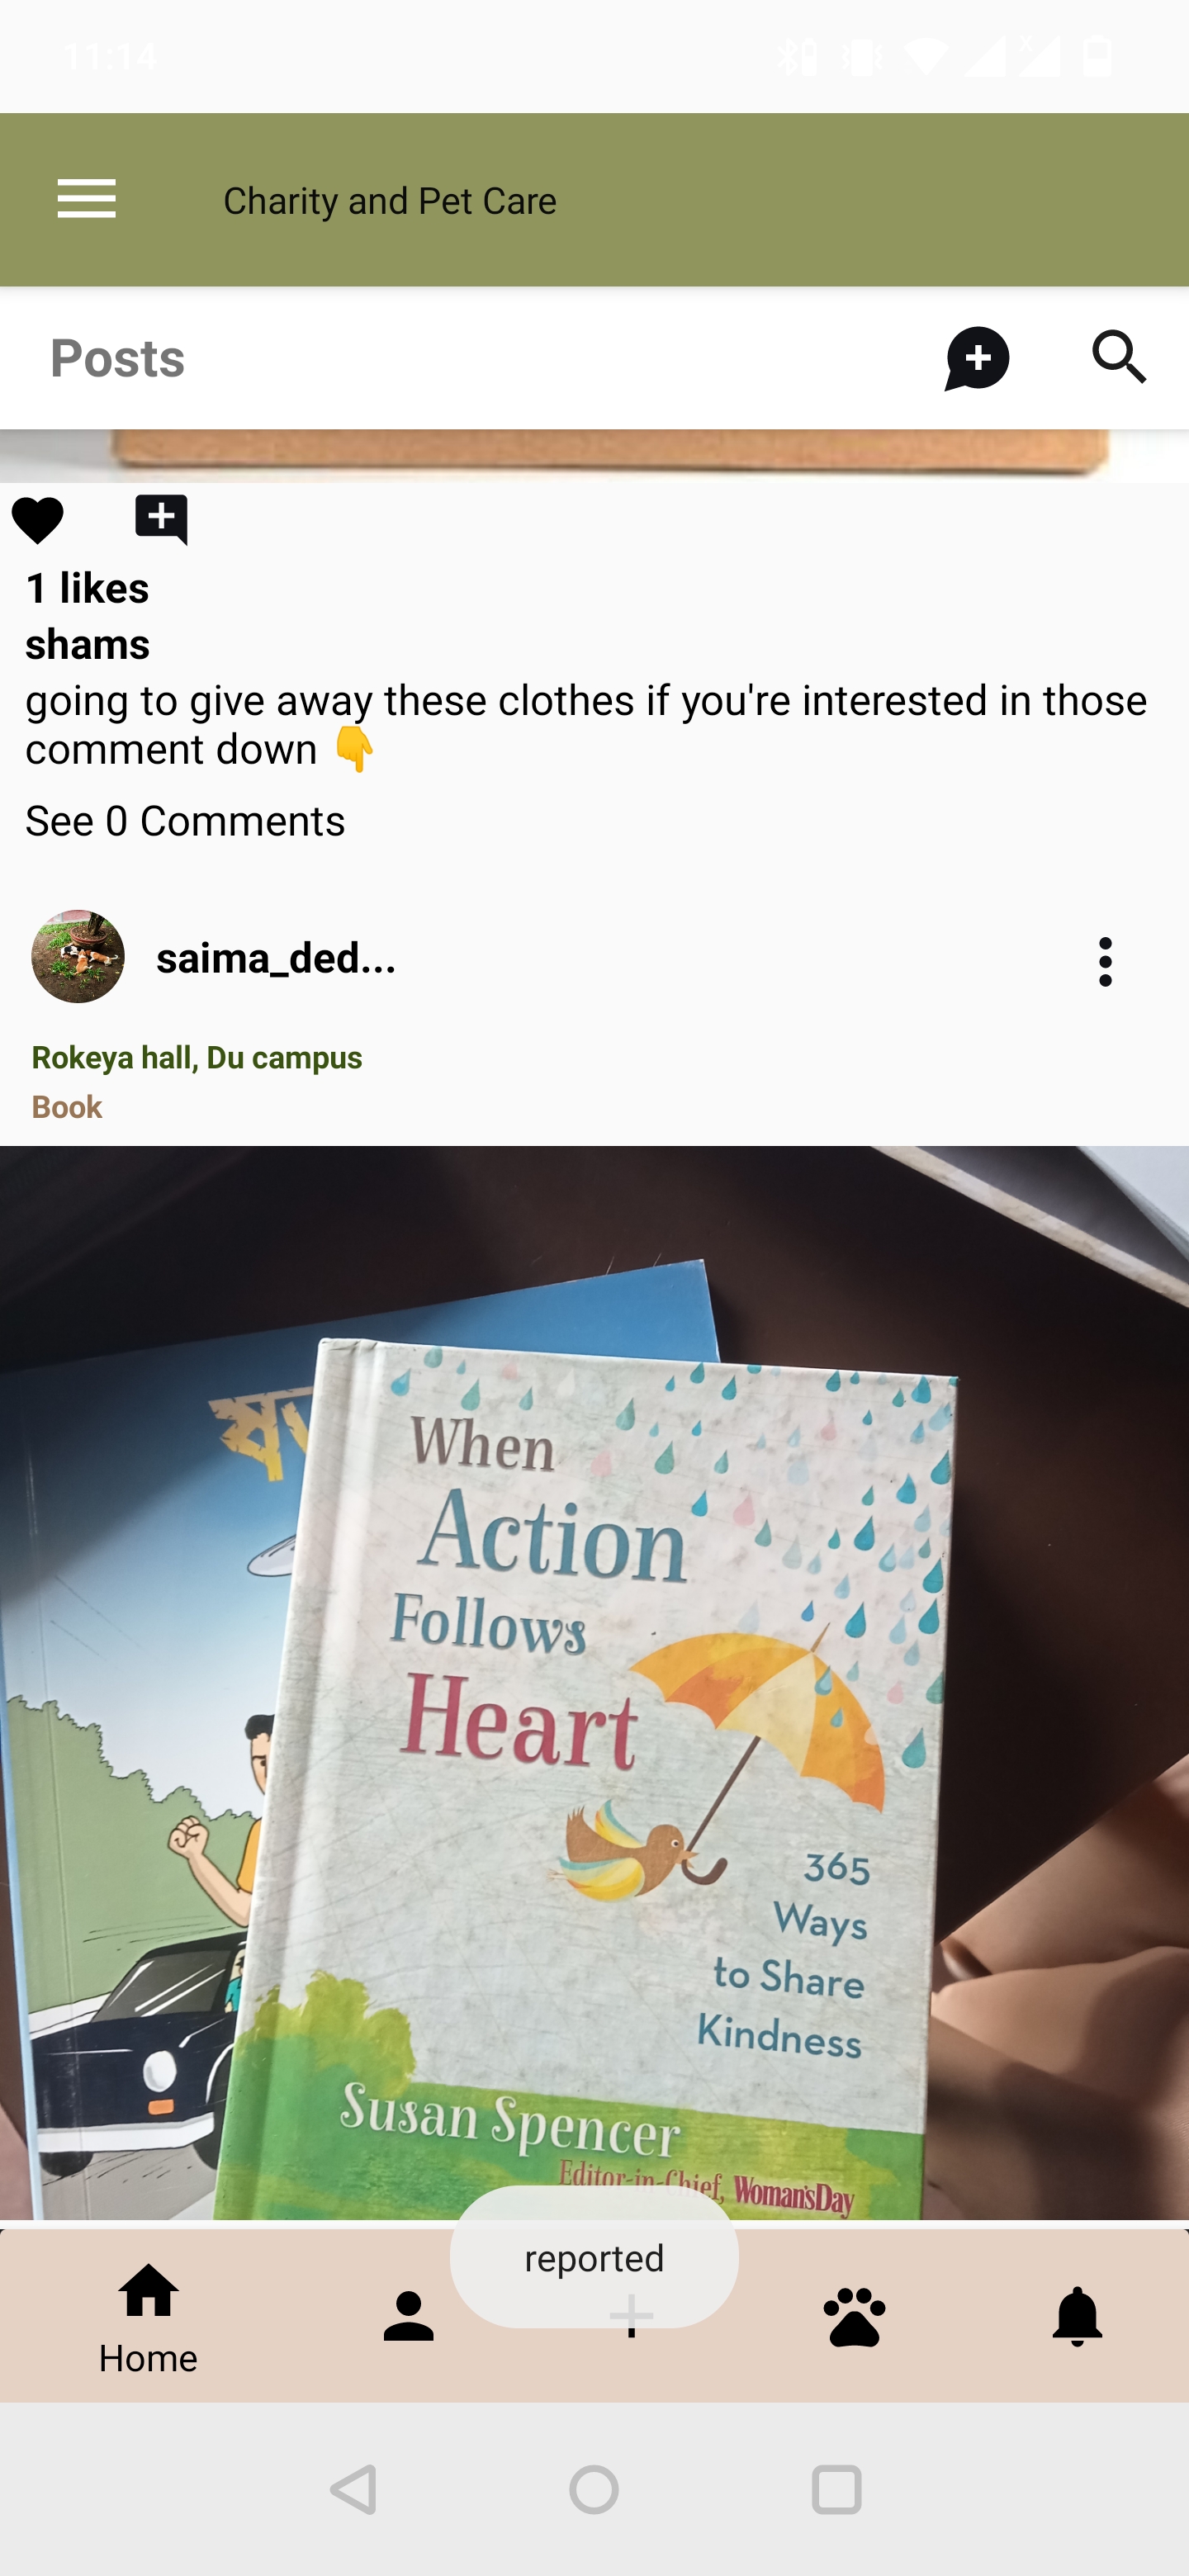 11:14
Charity and Pet Care
Posts
1 likes
shams
going to give away these clothes if you're interested in those
comment down 👇
See 0 Comments
saima_ded...
Rokeya hall, Du campus
Book
When
Action
Follows
Heart
365
Ways
to Share
Kindness
Susan Spencer
Editor-in-Chief, Woman'sDay
reported
Home